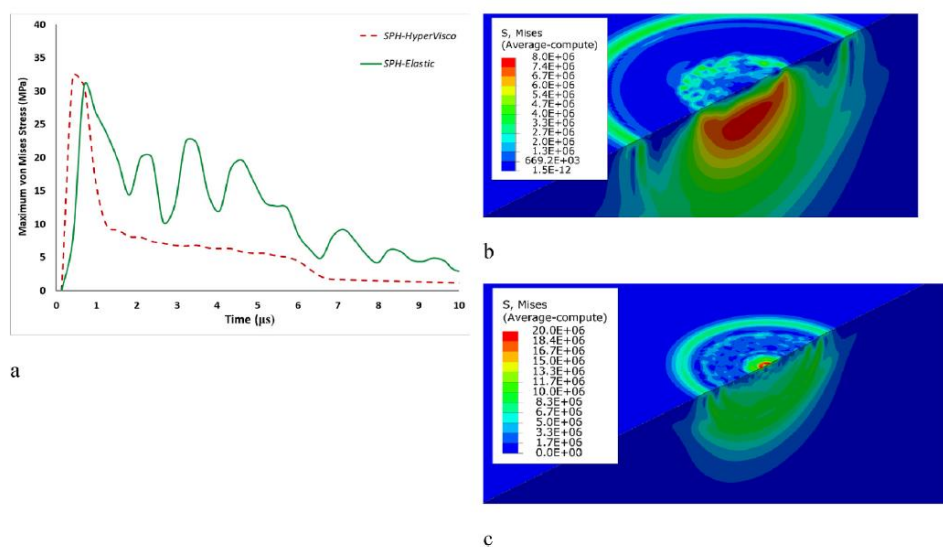 40
35
30
25
20
15
10
5
0
Maximum von Mises Stress (MPa)
SPH-HyperVisco
SPH-Elastic
0 1 2 3 4 5 6 7 8 9 10
Time (µs)
a
S, Mises
(Average-compute)
8.0E+06
7.4E+06
6.7E+06
6.0E+06
5.4E+06
4.7E+06
4.0E+06
3.3E+06
2.7E+06
2.0E+06
1.3E+06
669.2E+03
1.5E-12
b
S, Mises
(Average-compute)
20.0E+06
18.4E+06
16.7E+06
15.0E+06
13.3E+06
11.7E+06
10.0E+06
8.3E+06
6.7E+06
5.0E+06
3.3E+06
1.7E+06
0.0E+00
c